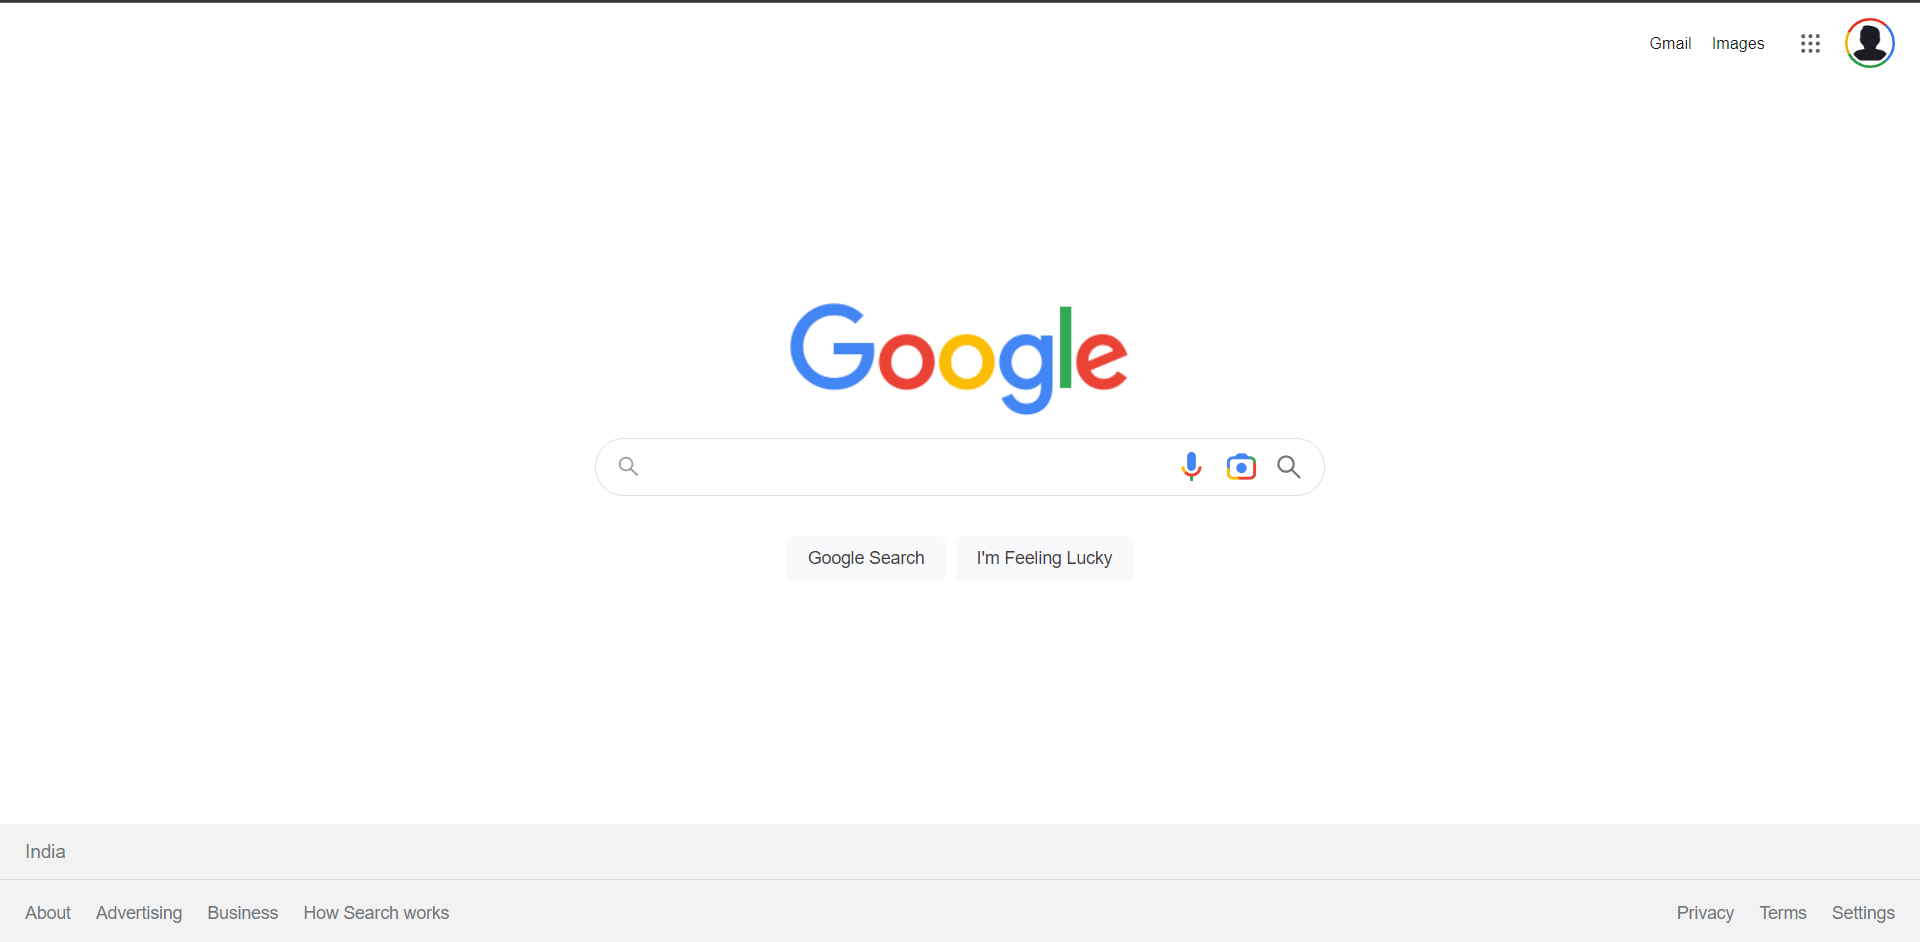 Gmail Images
Google
Google Search I'm Feeling Lucky
India
About Advertising Business How Search works Privacy Terms Settings